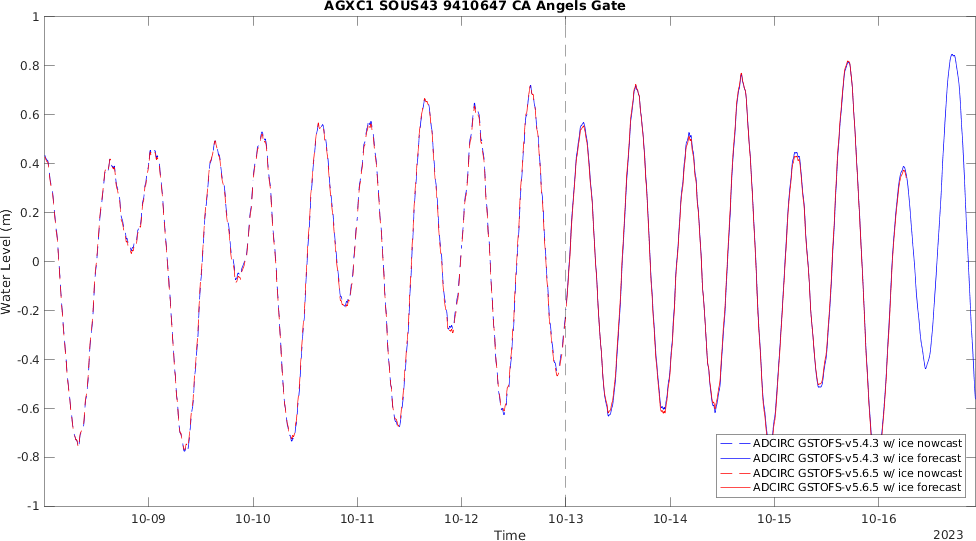 AGXC1 SOUS43 9410647 CA Angels Gate
1
0.8
0.6
0.4
0.2
0
-0.2
-0.4
-0.6
-0.8
-1
Water Level (m)
10-09 10-10 10-11 10-12 10-13 10-14 10-15 10-16
Time
2023
ADCIRC GSTOFS-v5.4.3 w/ ice nowcast
ADCIRC GSTOFS-v5.4.3 w/ ice forecast
ADCIRC GSTOFS-v5.6.5 w/ ice nowcast
ADCIRC GSTOFS-v5.6.5 w/ ice forecast